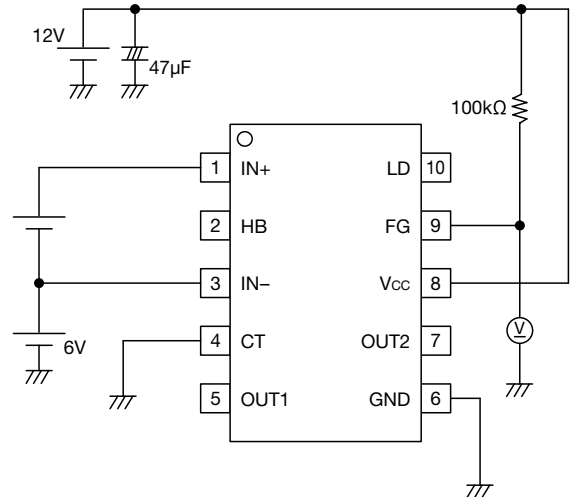 12V
47µF
100kΩ
1 IN+ LD 10
2 HB FG 9
3 IN− Vcc 8
6V
4 CT OUT2 7
V
5 OUT1 GND 6